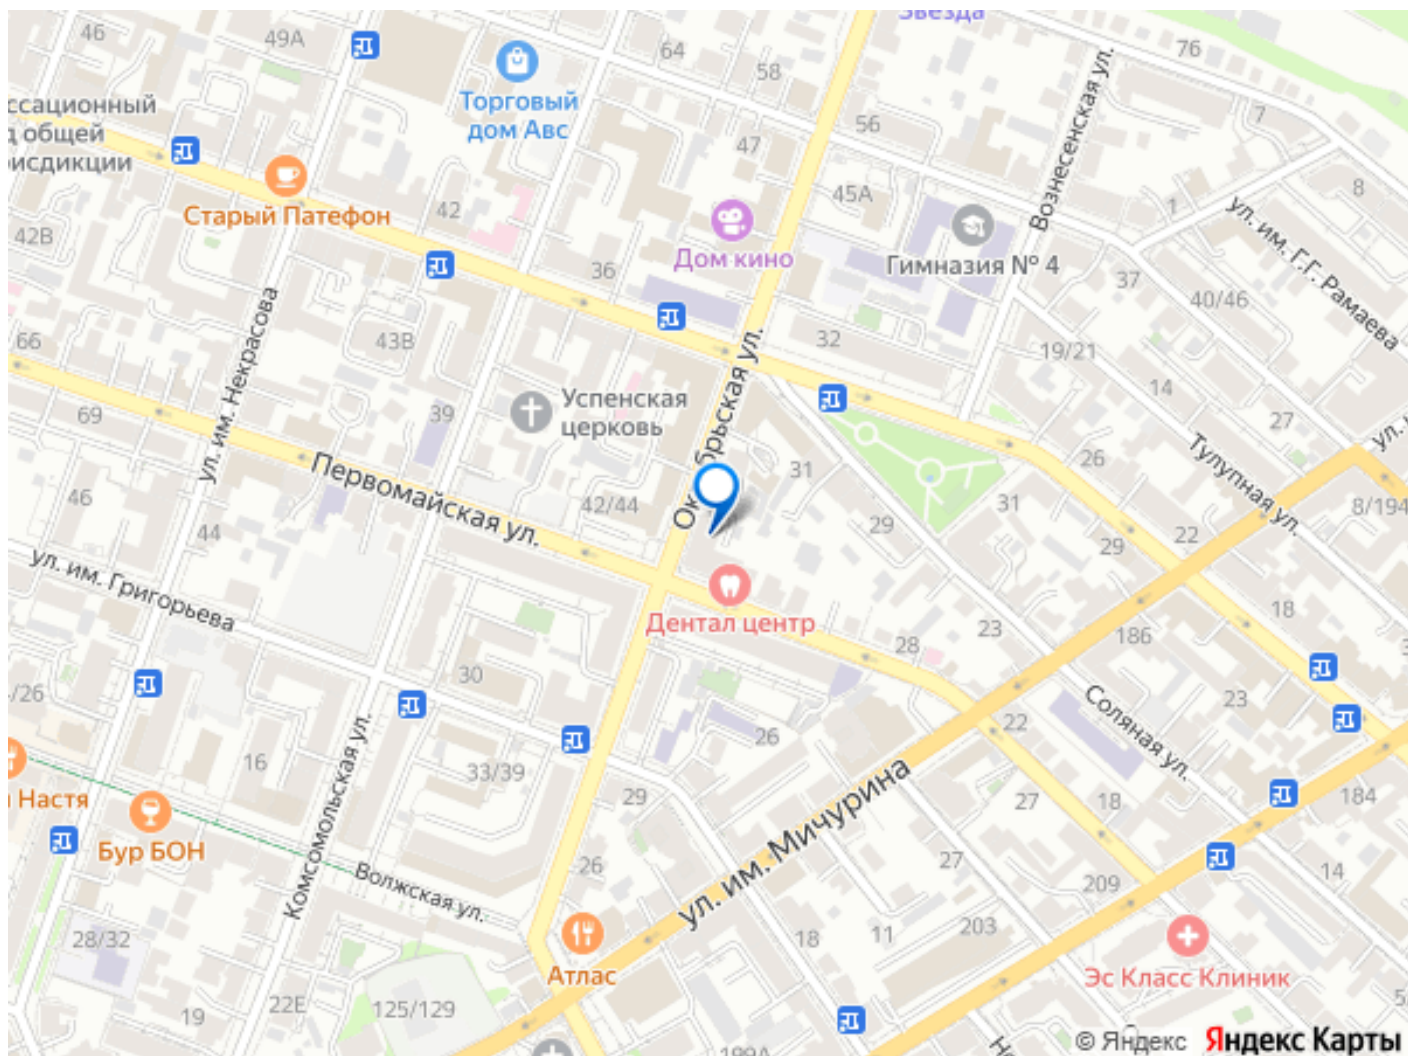 Звезда
46
49А
64
58
76
Торговый
дом Авс
ссационный
д общей
рисдикции
47
56
7
Вознесенская ул.
45А
8
1
Старый Патефон
42
42В
36
Дом кино
Гимназия № 4
37
40/46
ул. им. Г.Г. Рамаева
ул. им. Некрасова
43В
66
32
19/21
14
69
39
Успенская
церковь
27
Первомайская ул.
42/44
31
26
Тулупная ул.
46
44
29
31
29
22
8/194
ул. им. Григорьева
Дентал центр
28
23
186
18
30
/26
16
33/39
26
22
23
Соляная ул.
Настя
Бур БОН
Комсомольская ул.
29
27
18
184
Волжская ул.
26
ул. им. Мичурина
27
209
14
28/32
Атлас
18
11
203
Эс Класс Клиник
19
22Е
125/129
199А
© Яндекс Яндекс Карты